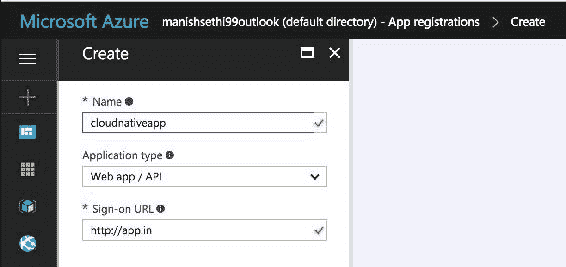 Microsoft Azure manishsethi99outlook (default directory) - App registrations > Create
Create
* Name
cloudnativeapp
Application type
Web app / API
* Sign-on URL
http://app.in